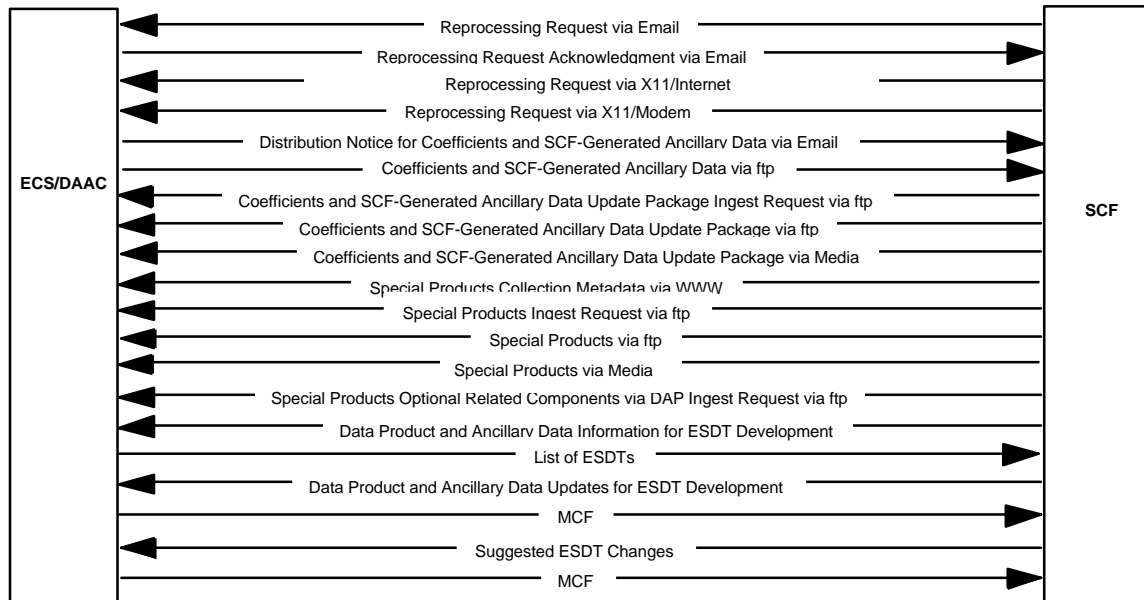 Reprocessing Request via Email
Reprocessing Request Acknowledgment via Email
Reprocessing Request via X11/Internet
Reprocessing Request via X11/Modem
Distribution Notice for Coefficients and SCF-Generated Ancillary Data via Email
Coefficients and SCF-Generated Ancillary Data via ftp
ECS/DAAC
Coefficients and SCF-Generated Ancillary Data Update Package Ingest Request via ftp
SCF
Coefficients and SCF-Generated Ancillary Data Update Package via ftp
Coefficients and SCF-Generated Ancillary Data Update Package via Media
Special Products Collection Metadata via WWW
Special Products Ingest Request via ftp
Special Products via ftp
Special Products via Media
Special Products Optional Related Components via DAP Ingest Request via ftp
Data Product and Ancillary Data Information for ESDT Development
List of ESDTs
Data Product and Ancillary Data Updates for ESDT Development
MCF
Suggested ESDT Changes
MCF